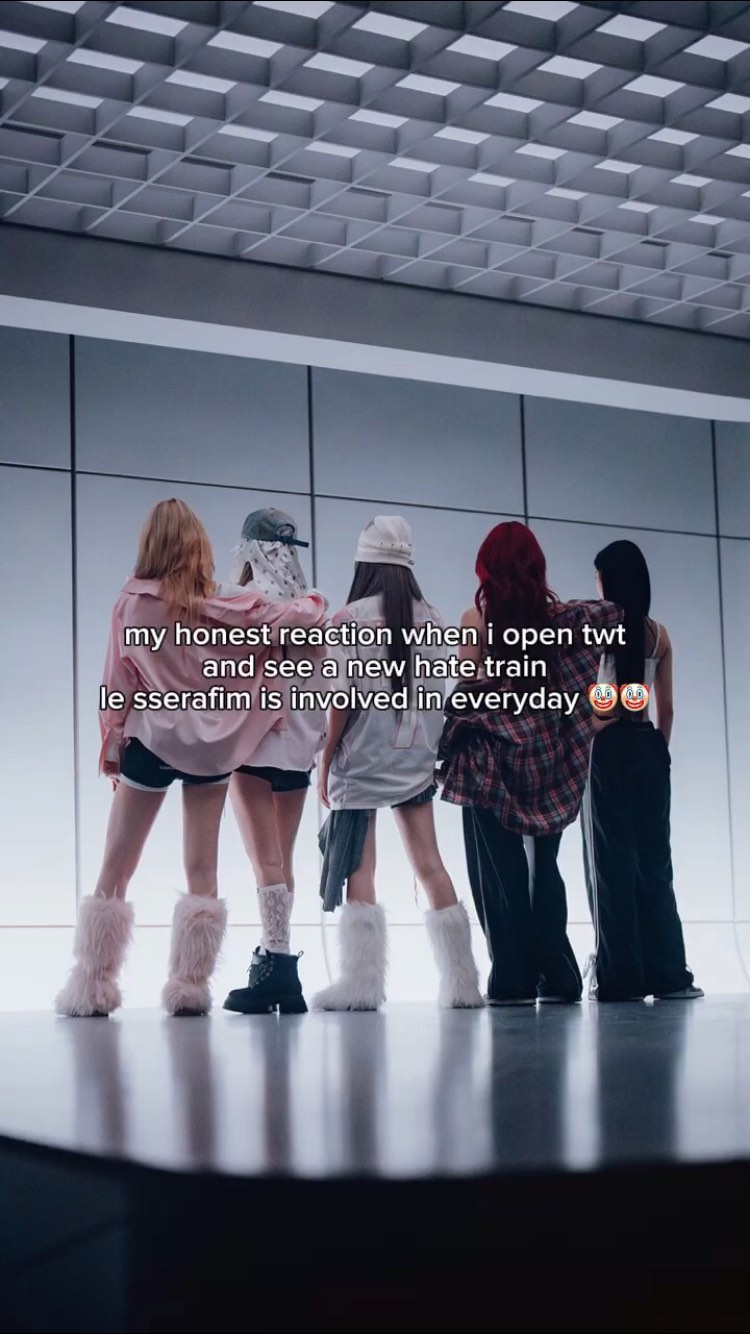 my honest reaction when i open twt
and see a new hate train
le sserafim is involved in everyday 🤡🤡